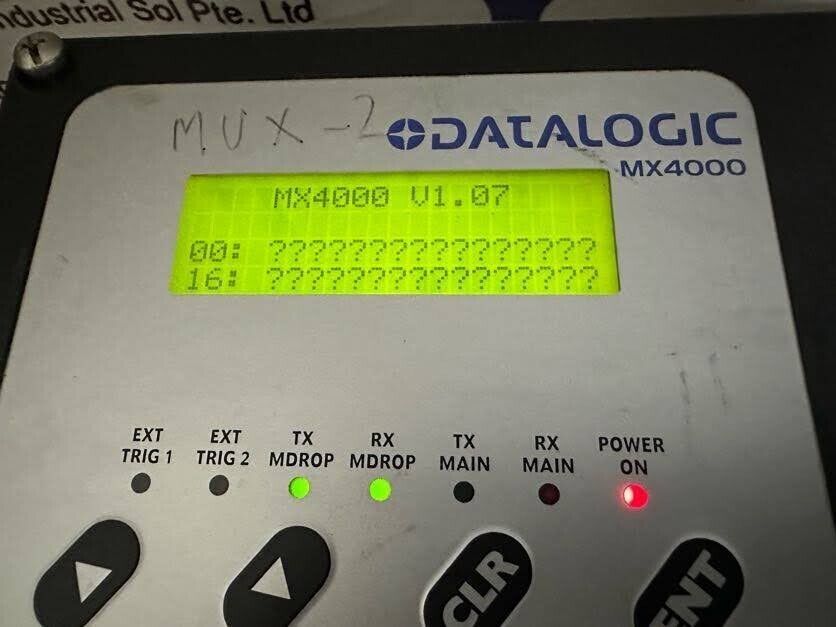 ndustrial Sol Pte. Ltd
MUX-2
DATALOGIC
MX4000
MX4000 V1.07
00: ????????????????
16: ????????????????
EXT TRIG 1
EXT TRIG 2
TX MDROP
RX MDROP
TX MAIN
RX MAIN
POWER ON
CLR
ENT